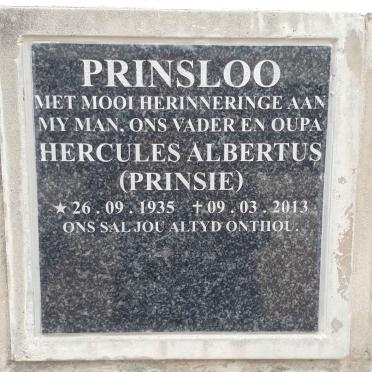 PRINSLOO
MET MOOI HERINNERINGE AAN
MY MAN, ONS VADER EN OUPA
HERCULES ALBERTUS
(PRINSIE)
★ 26 . 09 . 1935 ✝ 09 . 03 . 2013
ONS SAL JOU ALTYD ONTHOU.